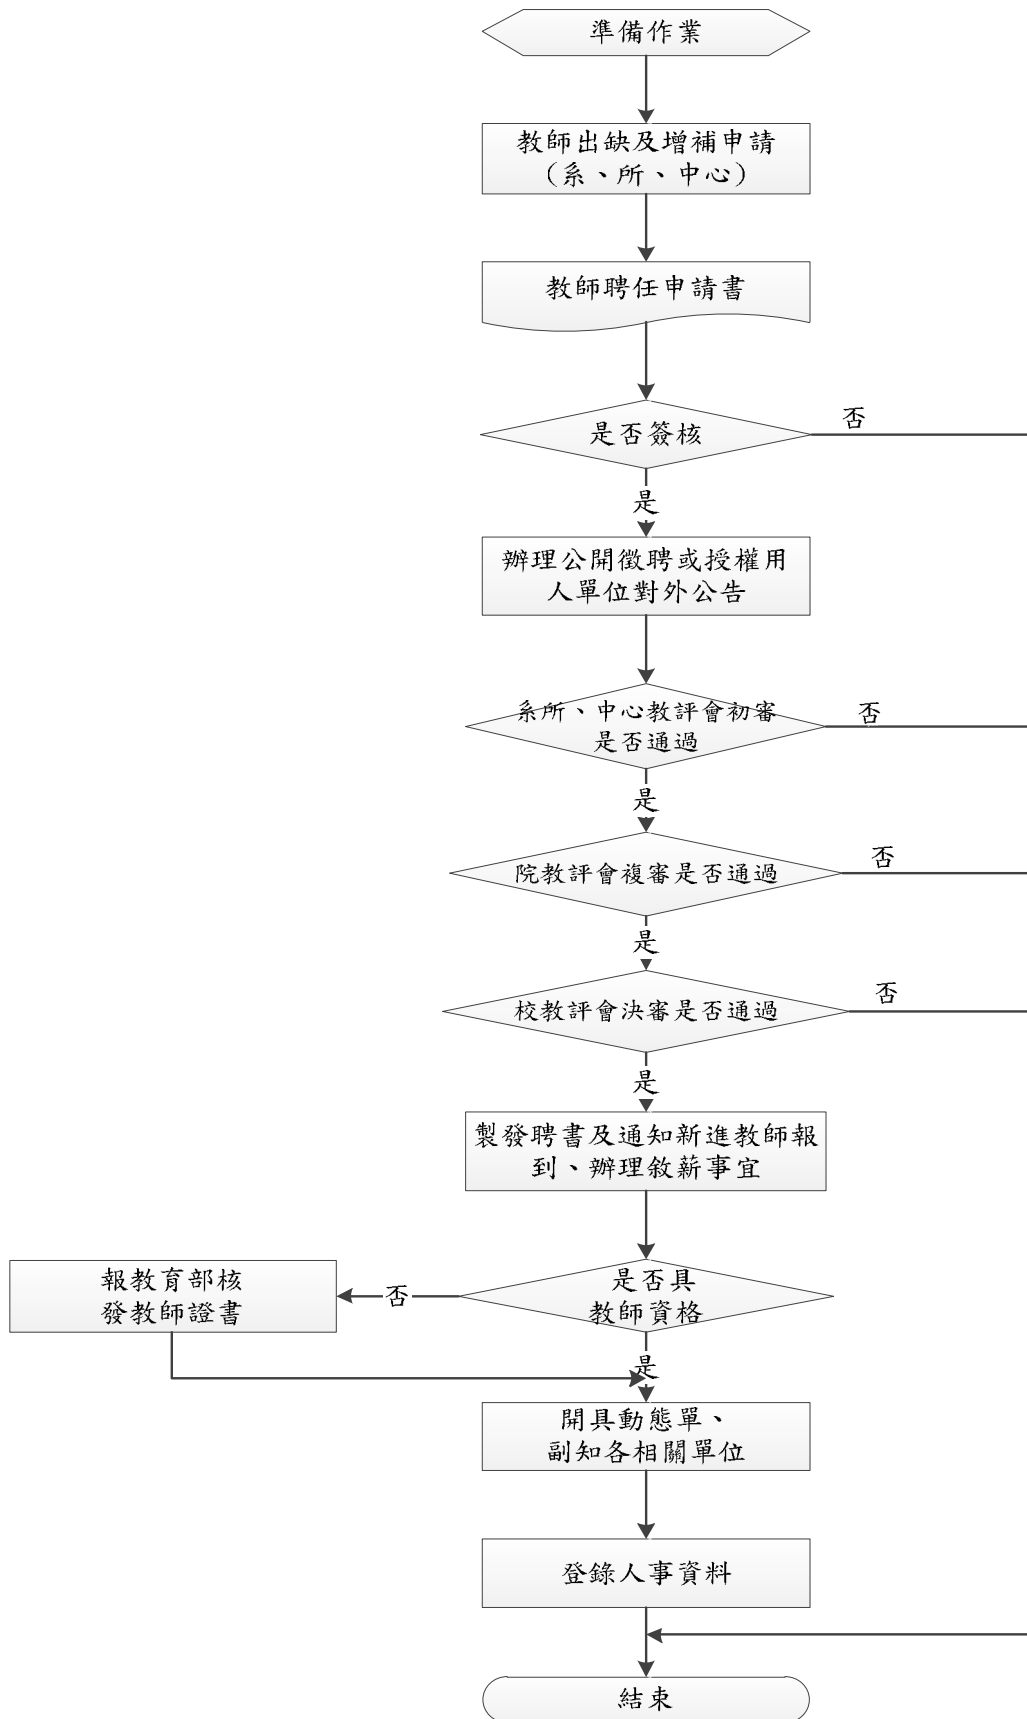 準備作業
教師出缺及增補申請
(系、所、中心)
教師聘任申請書
是否簽核
否
是
辦理公開徵聘或授權用
人單位對外公告
系所、中心教評會初審
是否通過
否
是
院教評會複審是否通過
否
是
校教評會決審是否通過
否
是
製發聘書及通知新進教師報
到、辦理敘薪事宜
是否具
教師資格
否
報教育部核
發教師證書
是
開具動態單、
副知各相關單位
登錄人事資料
結束